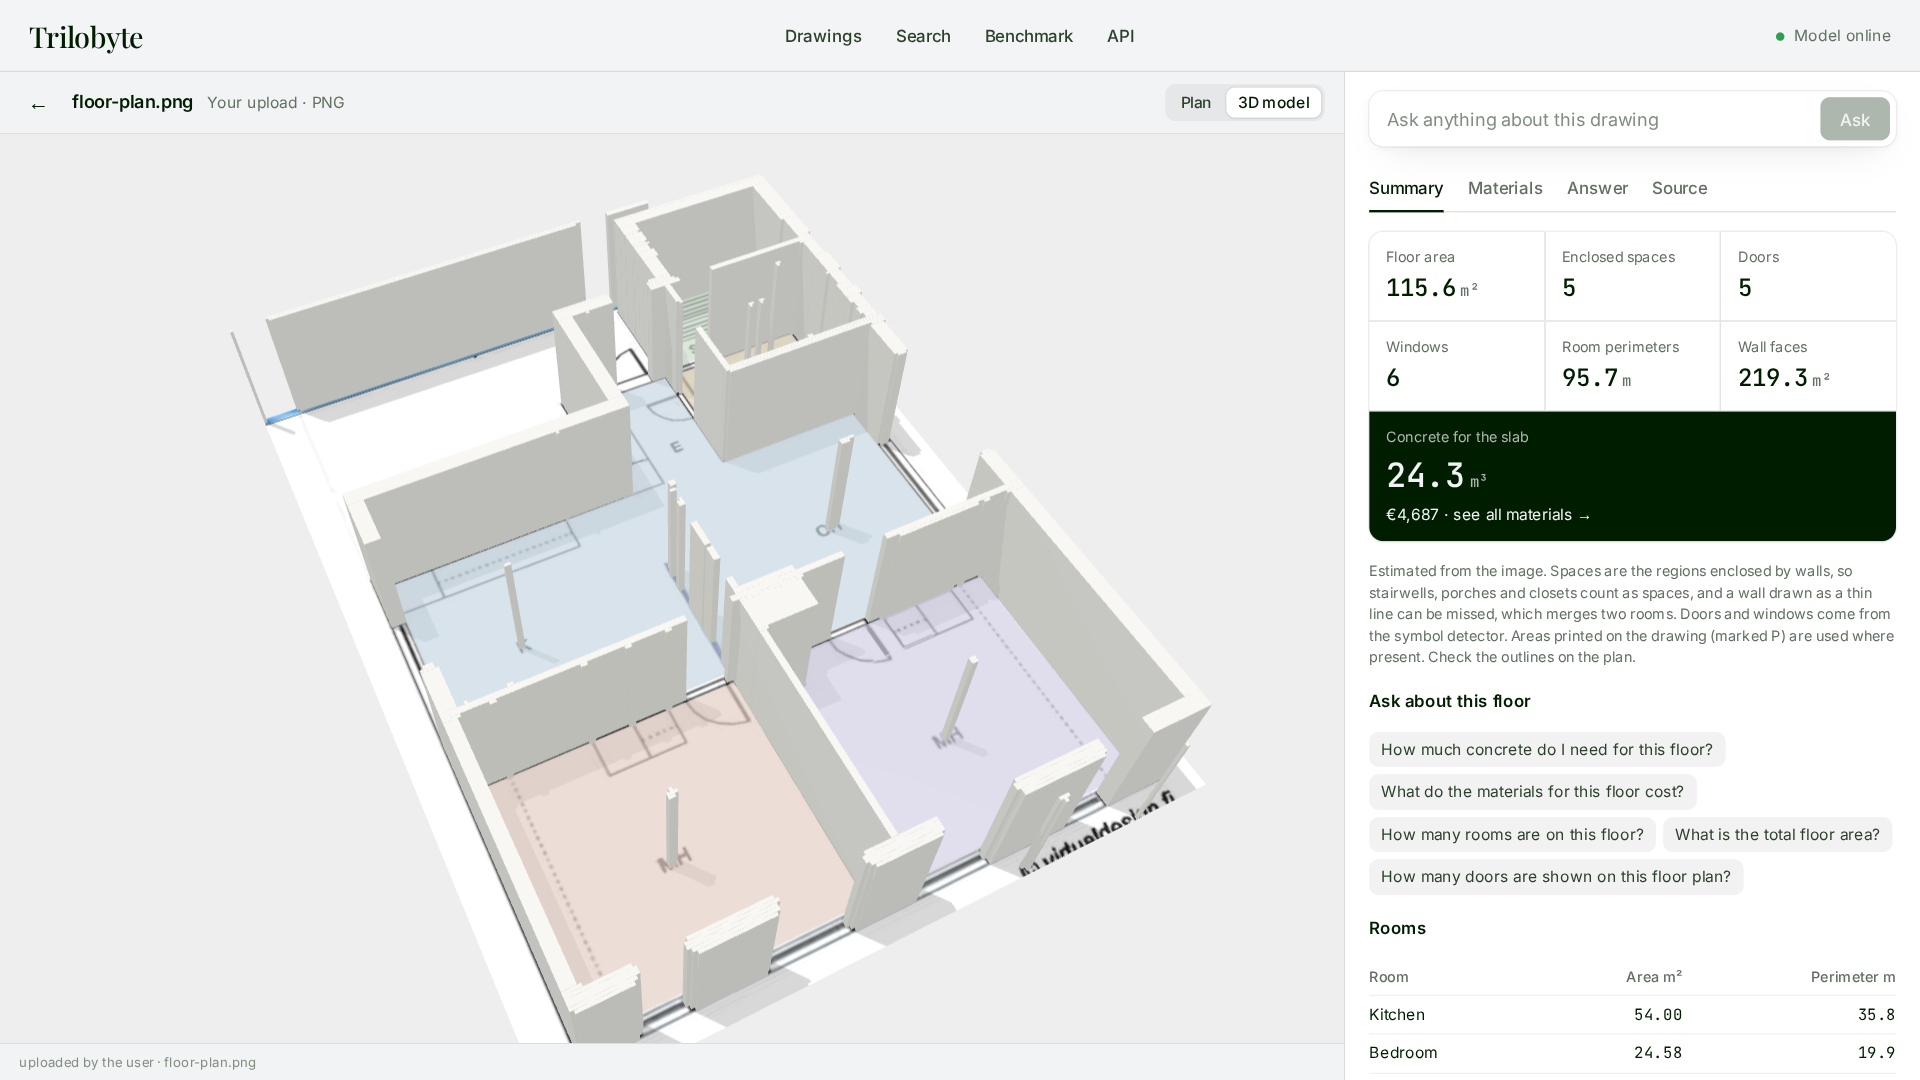 Trilobyte
Drawings Search Benchmark API
Model online
← floor-plan.png Your upload · PNG
Plan 3D model
Ask anything about this drawing
Ask
Summary Materials Answer Source
Floor area Enclosed spaces Doors
115.6 m² 5 5
Windows Room perimeters Wall faces
6 95.7 m 219.3 m²
Concrete for the slab
24.3 m³
€4,687 · see all materials →
Estimated from the image. Spaces are the regions enclosed by walls, so
stairwells, porches and closets count as spaces, and a wall drawn as a thin
line can be missed, which merges two rooms. Doors and windows come from
the symbol detector. Areas printed on the drawing (marked P) are used where
present. Check the outlines on the plan.
Ask about this floor
How much concrete do I need for this floor?
What do the materials for this floor cost?
How many rooms are on this floor? What is the total floor area?
How many doors are shown on this floor plan?
Rooms
Room Area m² Perimeter m
Kitchen 54.00 35.8
Bedroom 24.58 19.9
E
MH
MH
uploaded by the user · floor-plan.png